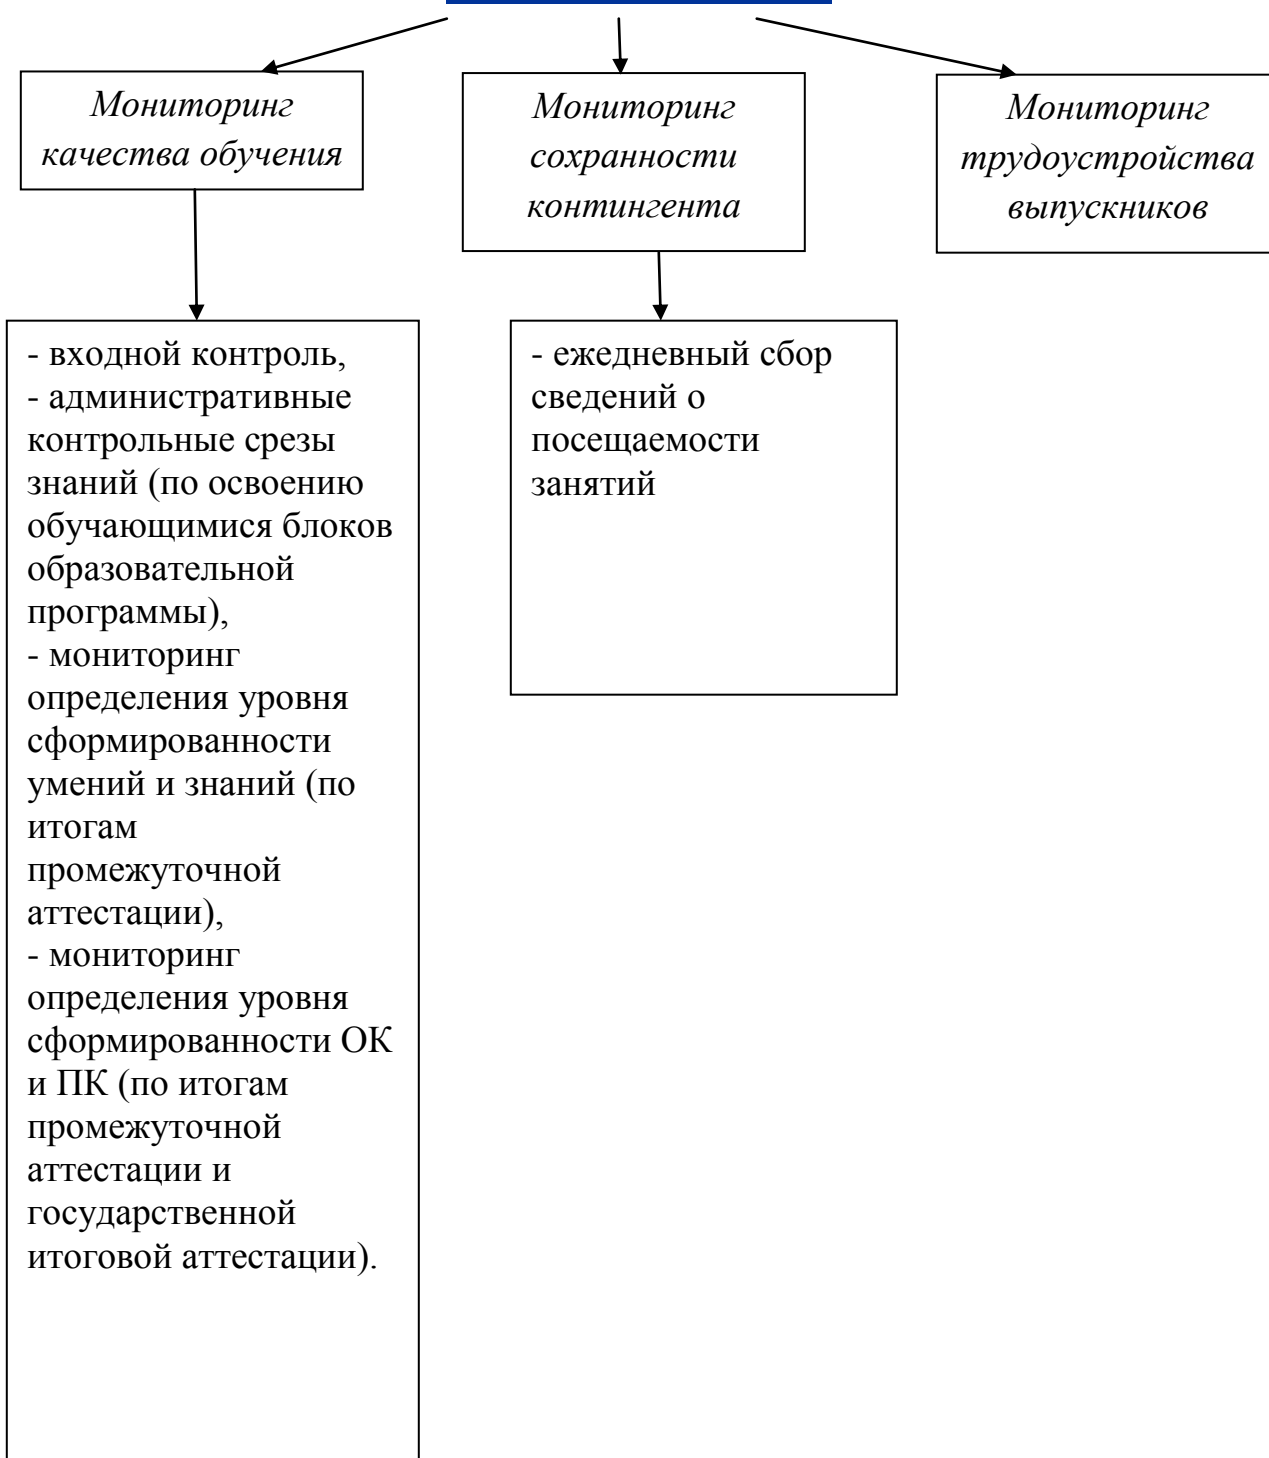 Мониторинг
качества обучения
Мониторинг
сохранности
контингента
Мониторинг
трудоустройства
выпускников
- входной контроль,
- административные
контрольные срезы
знаний (по освоению
обучающимися блоков
образовательной
программы),
- мониторинг
определения уровня
сформированности
умений и знаний (по
итогам
промежуточной
аттестации),
- мониторинг
определения уровня
сформированности ОК
и ПК (по итогам
промежуточной
аттестации и
государственной
итоговой аттестации).
- ежедневный сбор
сведений о
посещаемости
занятий